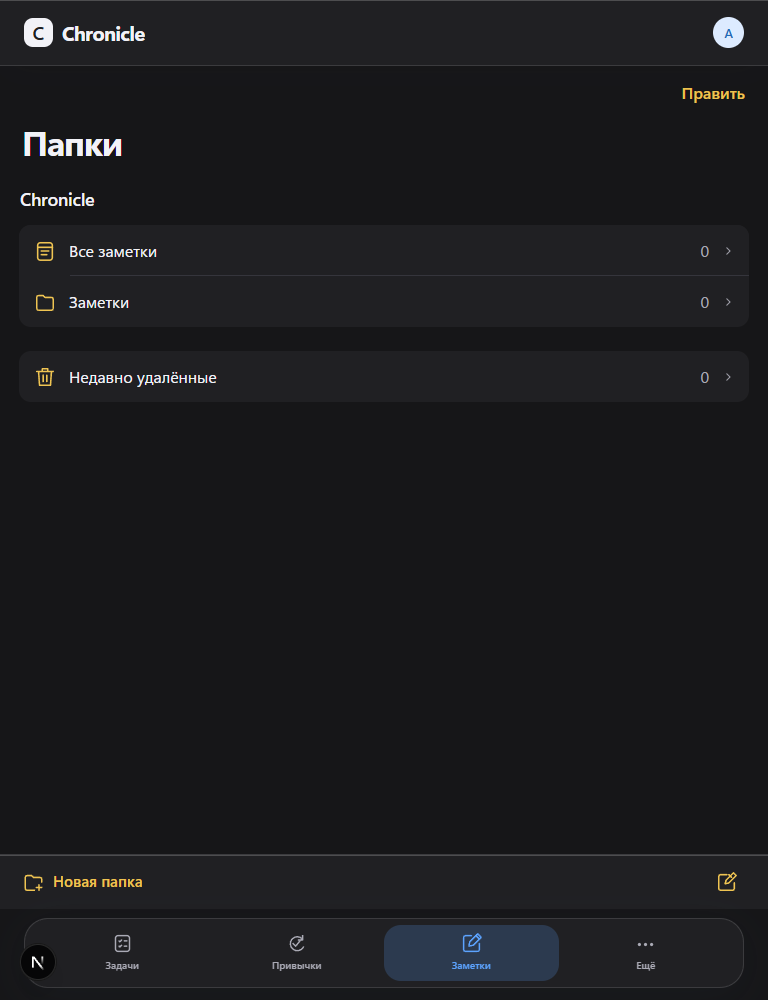 C Chronicle A
Править
Папки
Chronicle
Все заметки 0
Заметки 0
Недавно удалённые 0
Новая папка
N Задачи Привычки Заметки Ещё